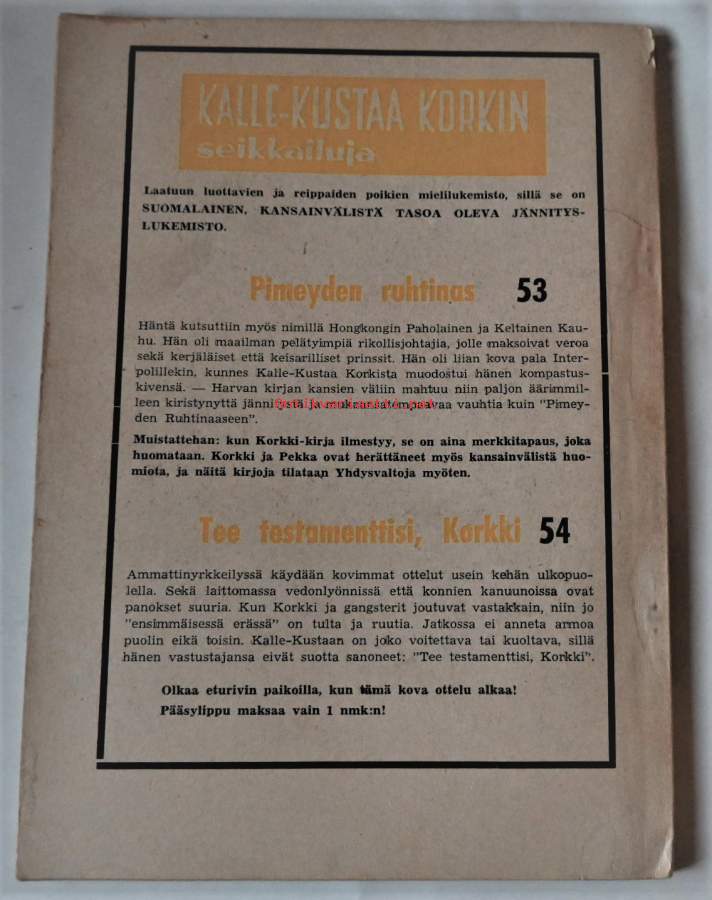 KALLE-KUSTAA KORKIN
seikkailuja
Laatuun luottavien ja reippaiden poikien mielilukemisto, sillä se on
SUOMALAINEN, KANSAINVÄLISTÄ TASOA OLEVA JÄNNITYS-
LUKEMISTO.
Pimeyden ruhtinas 53
Häntä kutsuttiin myös nimillä Hongkongin Paholainen ja Keltainen Kau-
hu. Hän oli maailman pelätyimpiä rikollisjohtajia, jolle maksoivat veroa
sekä kerjäläiset että keisarilliset prinssit. Hän oli liian kova pala Inter-
polillekin, kunnes Kalle-Kustaa Korkista muodostui hänen kompastus-
kivensä. — Harvan kirjan kansien väliin mahtuu niin paljon äärimmil-
leen kiristynyttä jännitystä ja mukaansatempaavaa vauhtia kuin "Pimey-
den Ruhtinaaseen".
Muistattehan: kun Korkki-kirja ilmestyy, se on aina merkkitapaus, joka
huomataan. Korkki ja Pekka ovat herättäneet myös kansainvälistä huo-
miota, ja näitä kirjoja tilataan Yhdysvaltoja myöten.
Tee testamenttisi, Korkki 54
Ammattinyrkkeilyssä käydään kovimmat ottelut usein kehän ulkopuo-
lella. Sekä laittomassa vedonlyönnissä että konnien kanuunoissa ovat
panokset suuria. Kun Korkki ja gangsterit joutuvat vastakkain, niin jo
"ensimmäisessä erässä" on tulta ja ruutia. Jatkossa ei anneta armoa
puolin eikä toisin. Kalle-Kustaan on joko voitettava tai kuoltava, sillä
hänen vastustajansa eivät suotta sanoneet: "Tee testamenttisi, Korkki".
Olkaa eturivin paikoilla, kun tämä kova ottelu alkaa!
Pääsylippu maksaa vain 1 nmk:n!